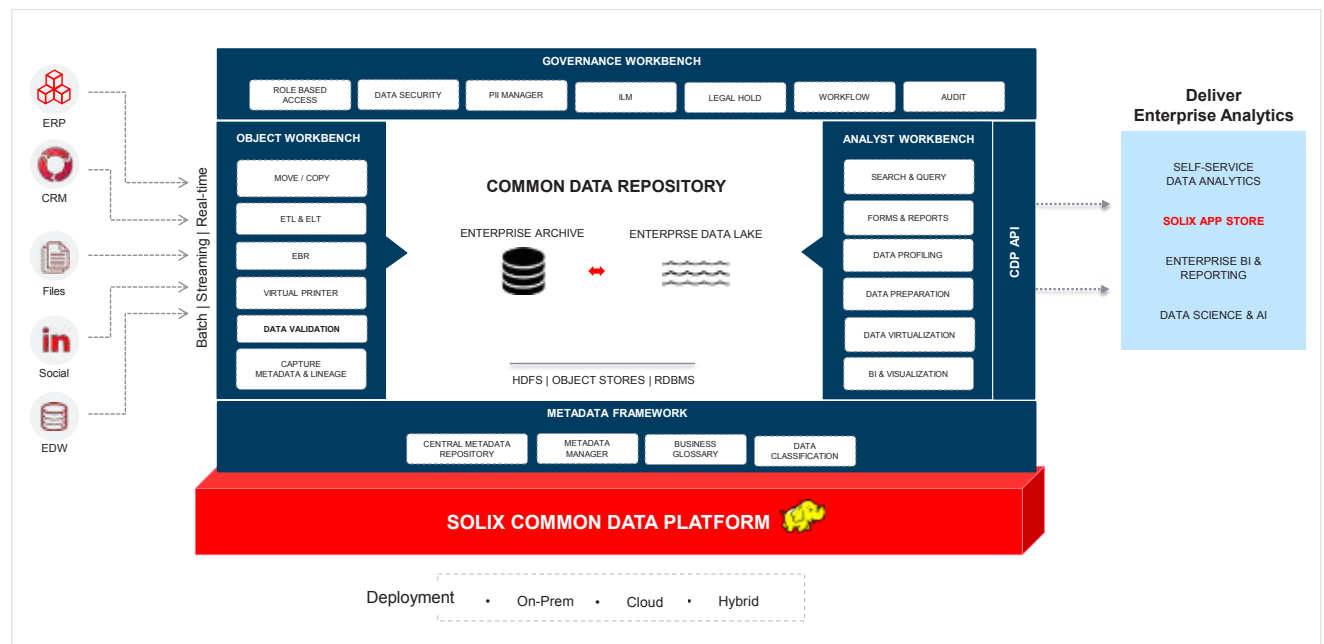 GOVERNANCE WORKBENCH
ROLE BASED
ACCESS
DATA SECURITY
PII MANAGER
ILM
LEGAL HOLD
WORKFLOW
AUDIT
ERP
CRM
Files
Social
in
EDW
Batch | Streaming | Real-time
OBJECT WORKBENCH
MOVE / COPY
ETL & ELT
EBR
VIRTUAL PRINTER
DATA VALIDATION
CAPTURE
METADATA & LINEAGE
COMMON DATA REPOSITORY
ENTERPRISE ARCHIVE
ENTERPRSE DATA LAKE
HDFS | OBJECT STORES | RDBMS
ANALYST WORKBENCH
SEARCH & QUERY
FORMS & REPORTS
DATA PROFILING
DATA PREPARATION
DATA VIRTUALIZATION
BI & VISUALIZATION
CDP API
Deliver
Enterprise Analytics
SELF-SERVICE
DATA ANALYTICS
SOLIX APP STORE
ENTERPRISE BI &
REPORTING
DATA SCIENCE & AI
METADATA FRAMEWORK
CENTRAL METADATA
REPOSITORY
METADATA
MANAGER
BUSINESS
GLOSSARY
DATA
CLASSIFICATION
SOLIX COMMON DATA PLATFORM
Deployment • On-Prem • Cloud • Hybrid